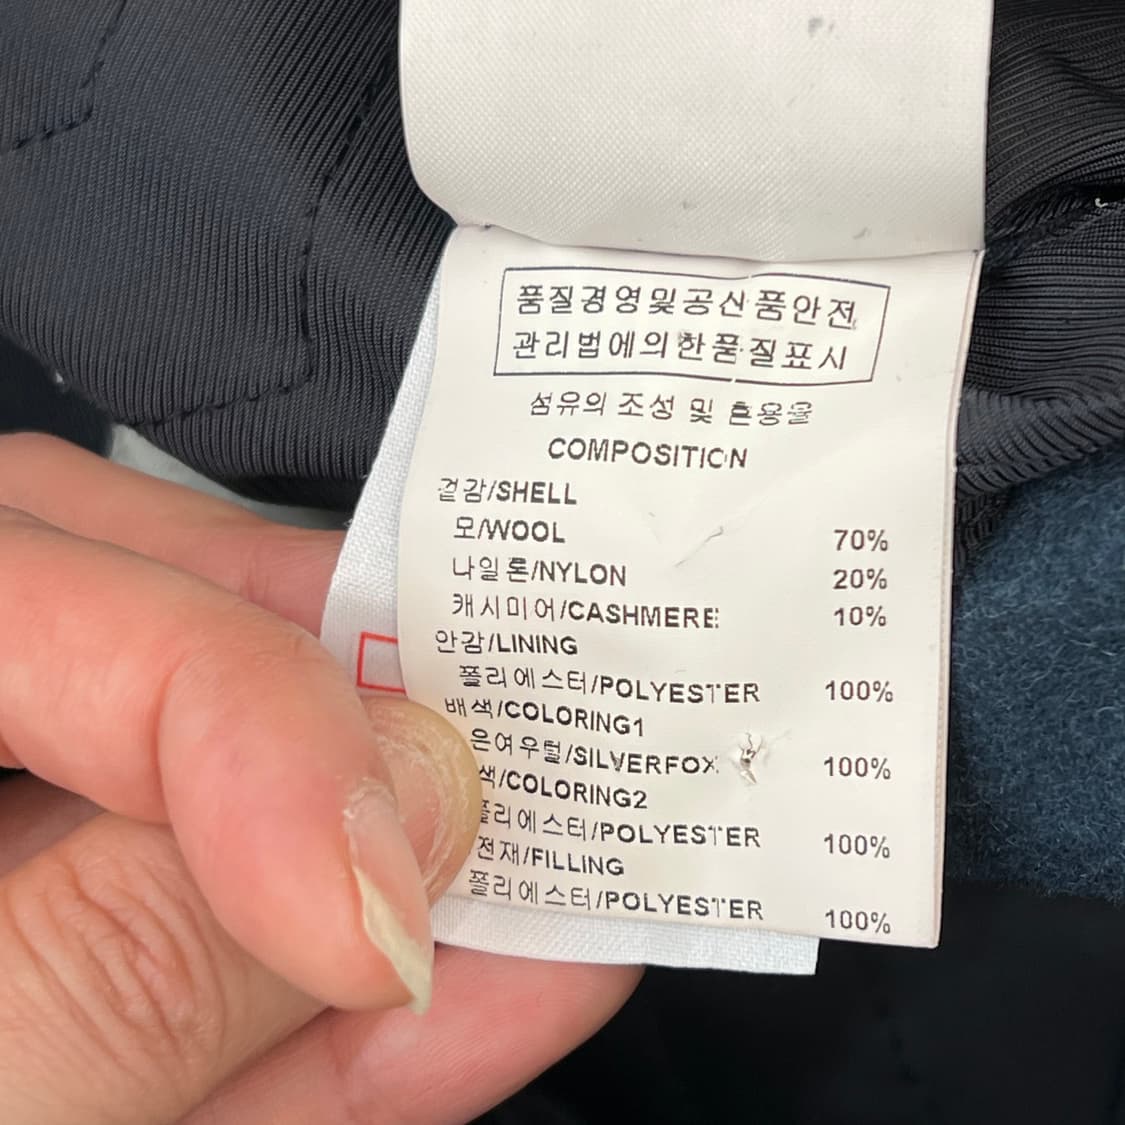 품질경영및공산품안전
관리법에의한품질표시
섬유의 조성 및 혼용율
COMPOSITION
겉감/SHELL
모/WOOL 70%
나일론/NYLON 20%
캐시미어/CASHMERE 10%
안감/LINING
폴리에스터/POLYESTER 100%
배색/COLORING1
은여우털/SILVERFOX 100%
색/COLORING2
폴리에스터/POLYESTER 100%
전재/FILLING
폴리에스터/POLYESTER 100%